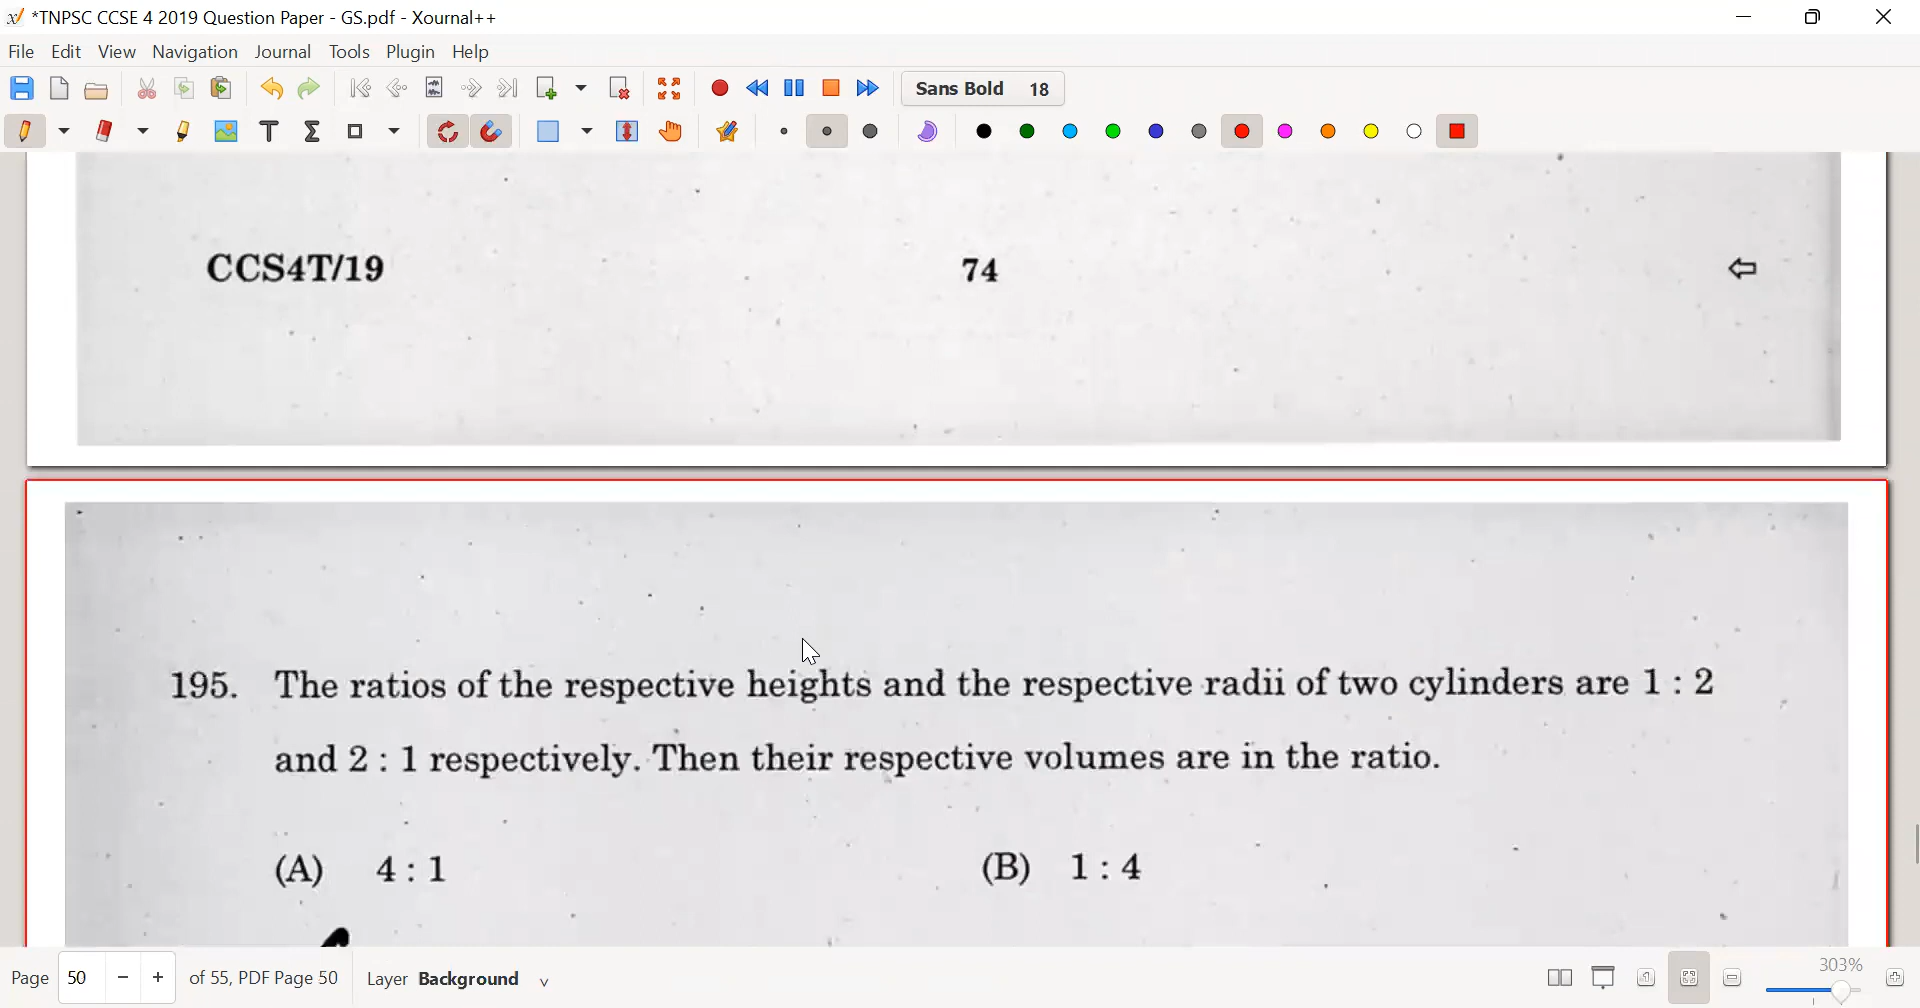 *TNPSC CCSE 4 2019 Question Paper - GS.pdf - Xournal++
File Edit View Navigation Journal Tools Plugin Help
Sans Bold 18
CCS4T/19 74
195. The ratios of the respective heights and the respective radii of two cylinders are 1 : 2
and 2 : 1 respectively. Then their respective volumes are in the ratio.
(A) 4 : 1 (B) 1 : 4
303%
Page 50 of 55, PDF Page 50 Layer Background